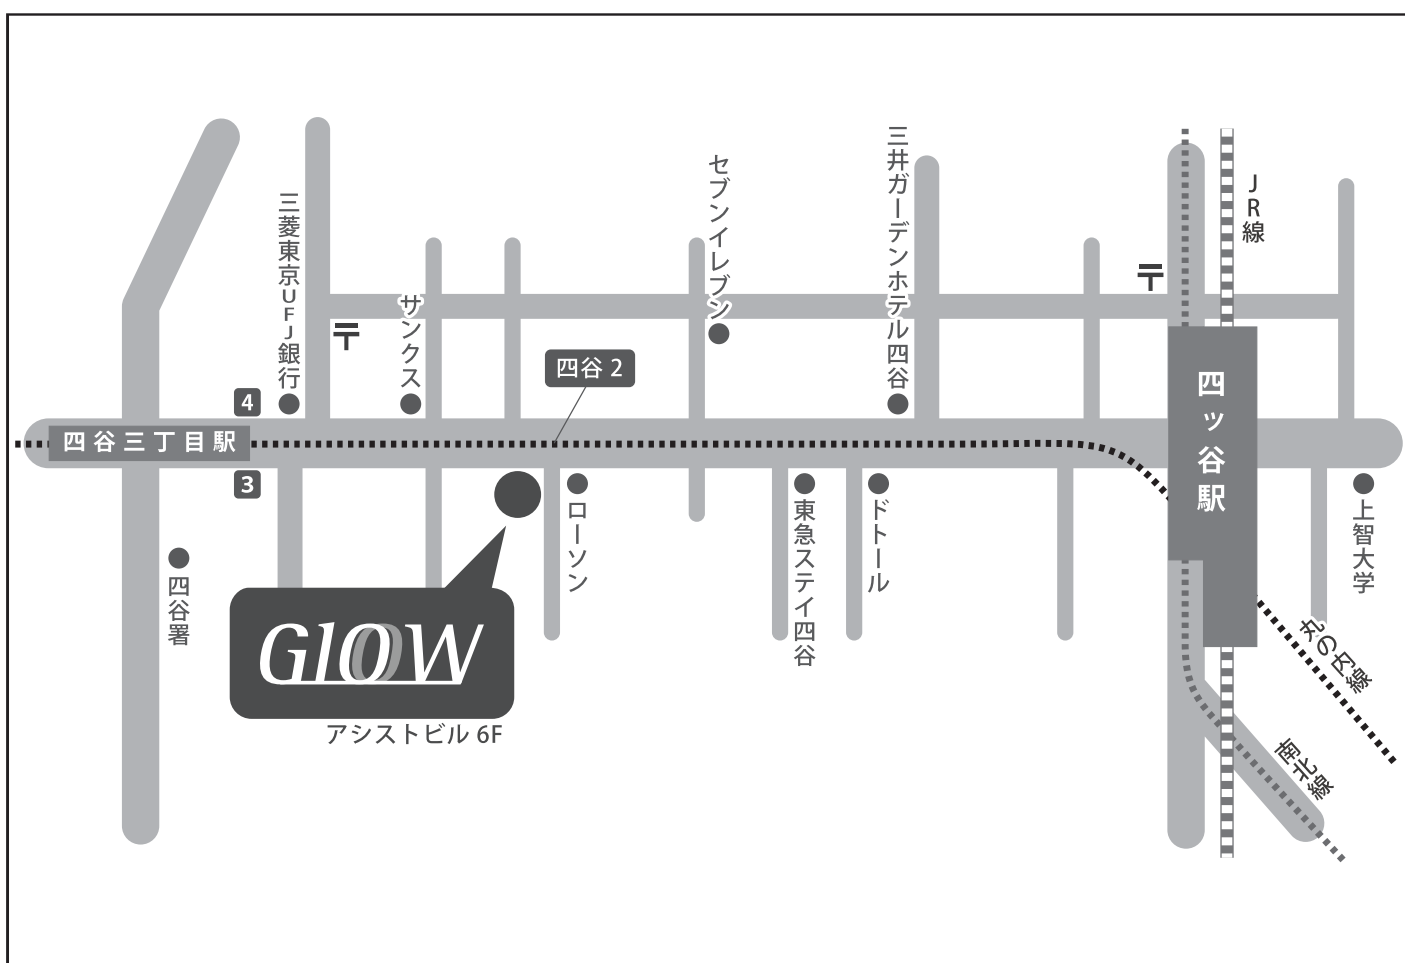 三菱東京UFJ銀行
サンクス
セブンイレブン
三井ガーデンホテル四谷
JR線
〒
〒
四谷 2
四ッ谷駅
4
四谷三丁目駅
3
四谷署
ローソン
東急ステイ四谷
ドトール
上智大学
GlOW
アシストビル 6F
丸の内線
南北線